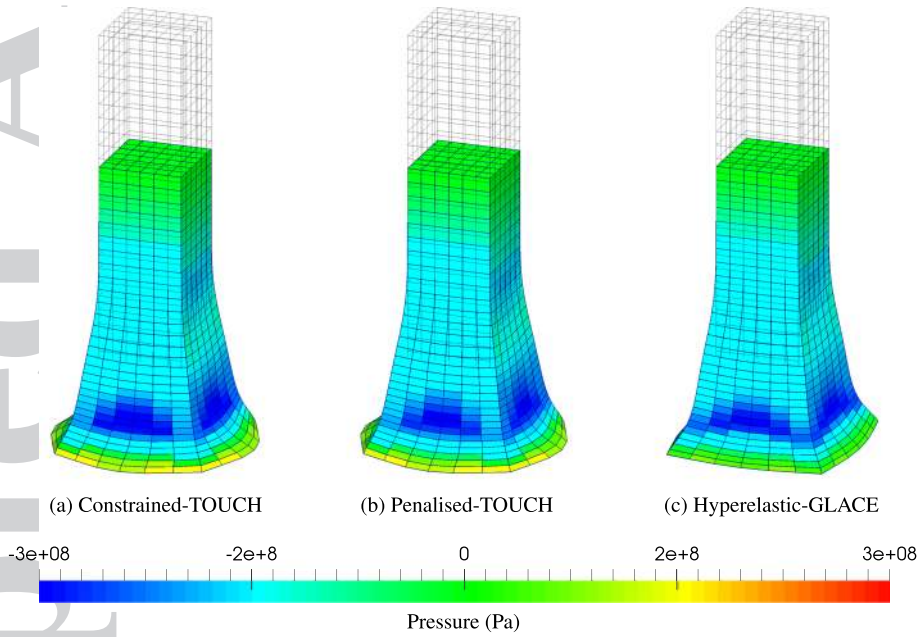 (a) Constrained-TOUCH
(b) Penalised-TOUCH
(c) Hyperelastic-GLACE
-3e+08 -2e+8 0 2e+8 3e+08
Pressure (Pa)